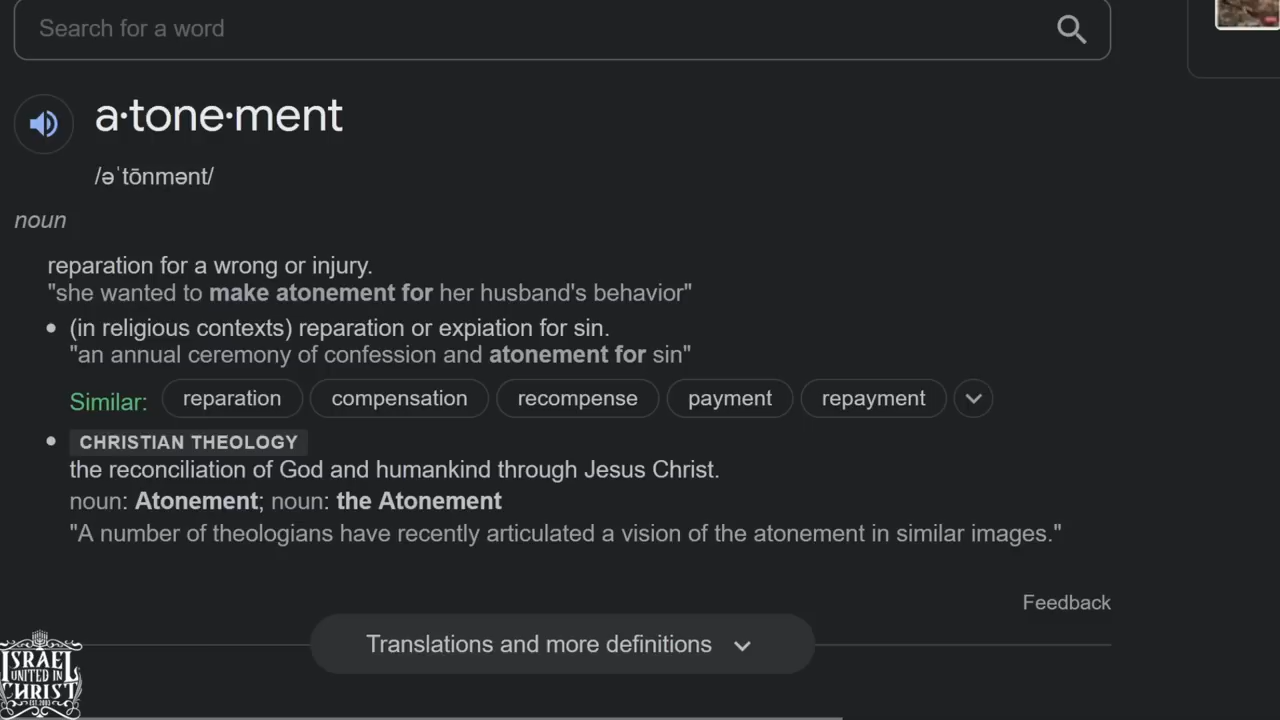 Search for a word
a·tone·ment
/əˈtōnmənt/
noun
reparation for a wrong or injury.
"she wanted to make atonement for her husband's behavior"
(in religious contexts) reparation or expiation for sin.
"an annual ceremony of confession and atonement for sin"
Similar: reparation compensation recompense payment repayment
CHRISTIAN THEOLOGY
the reconciliation of God and humankind through Jesus Christ.
noun: Atonement; noun: the Atonement
"A number of theologians have recently articulated a vision of the atonement in similar images."
Feedback
Translations and more definitions
ISRAEL
UNITED IN
CHRIST
EST. 2003